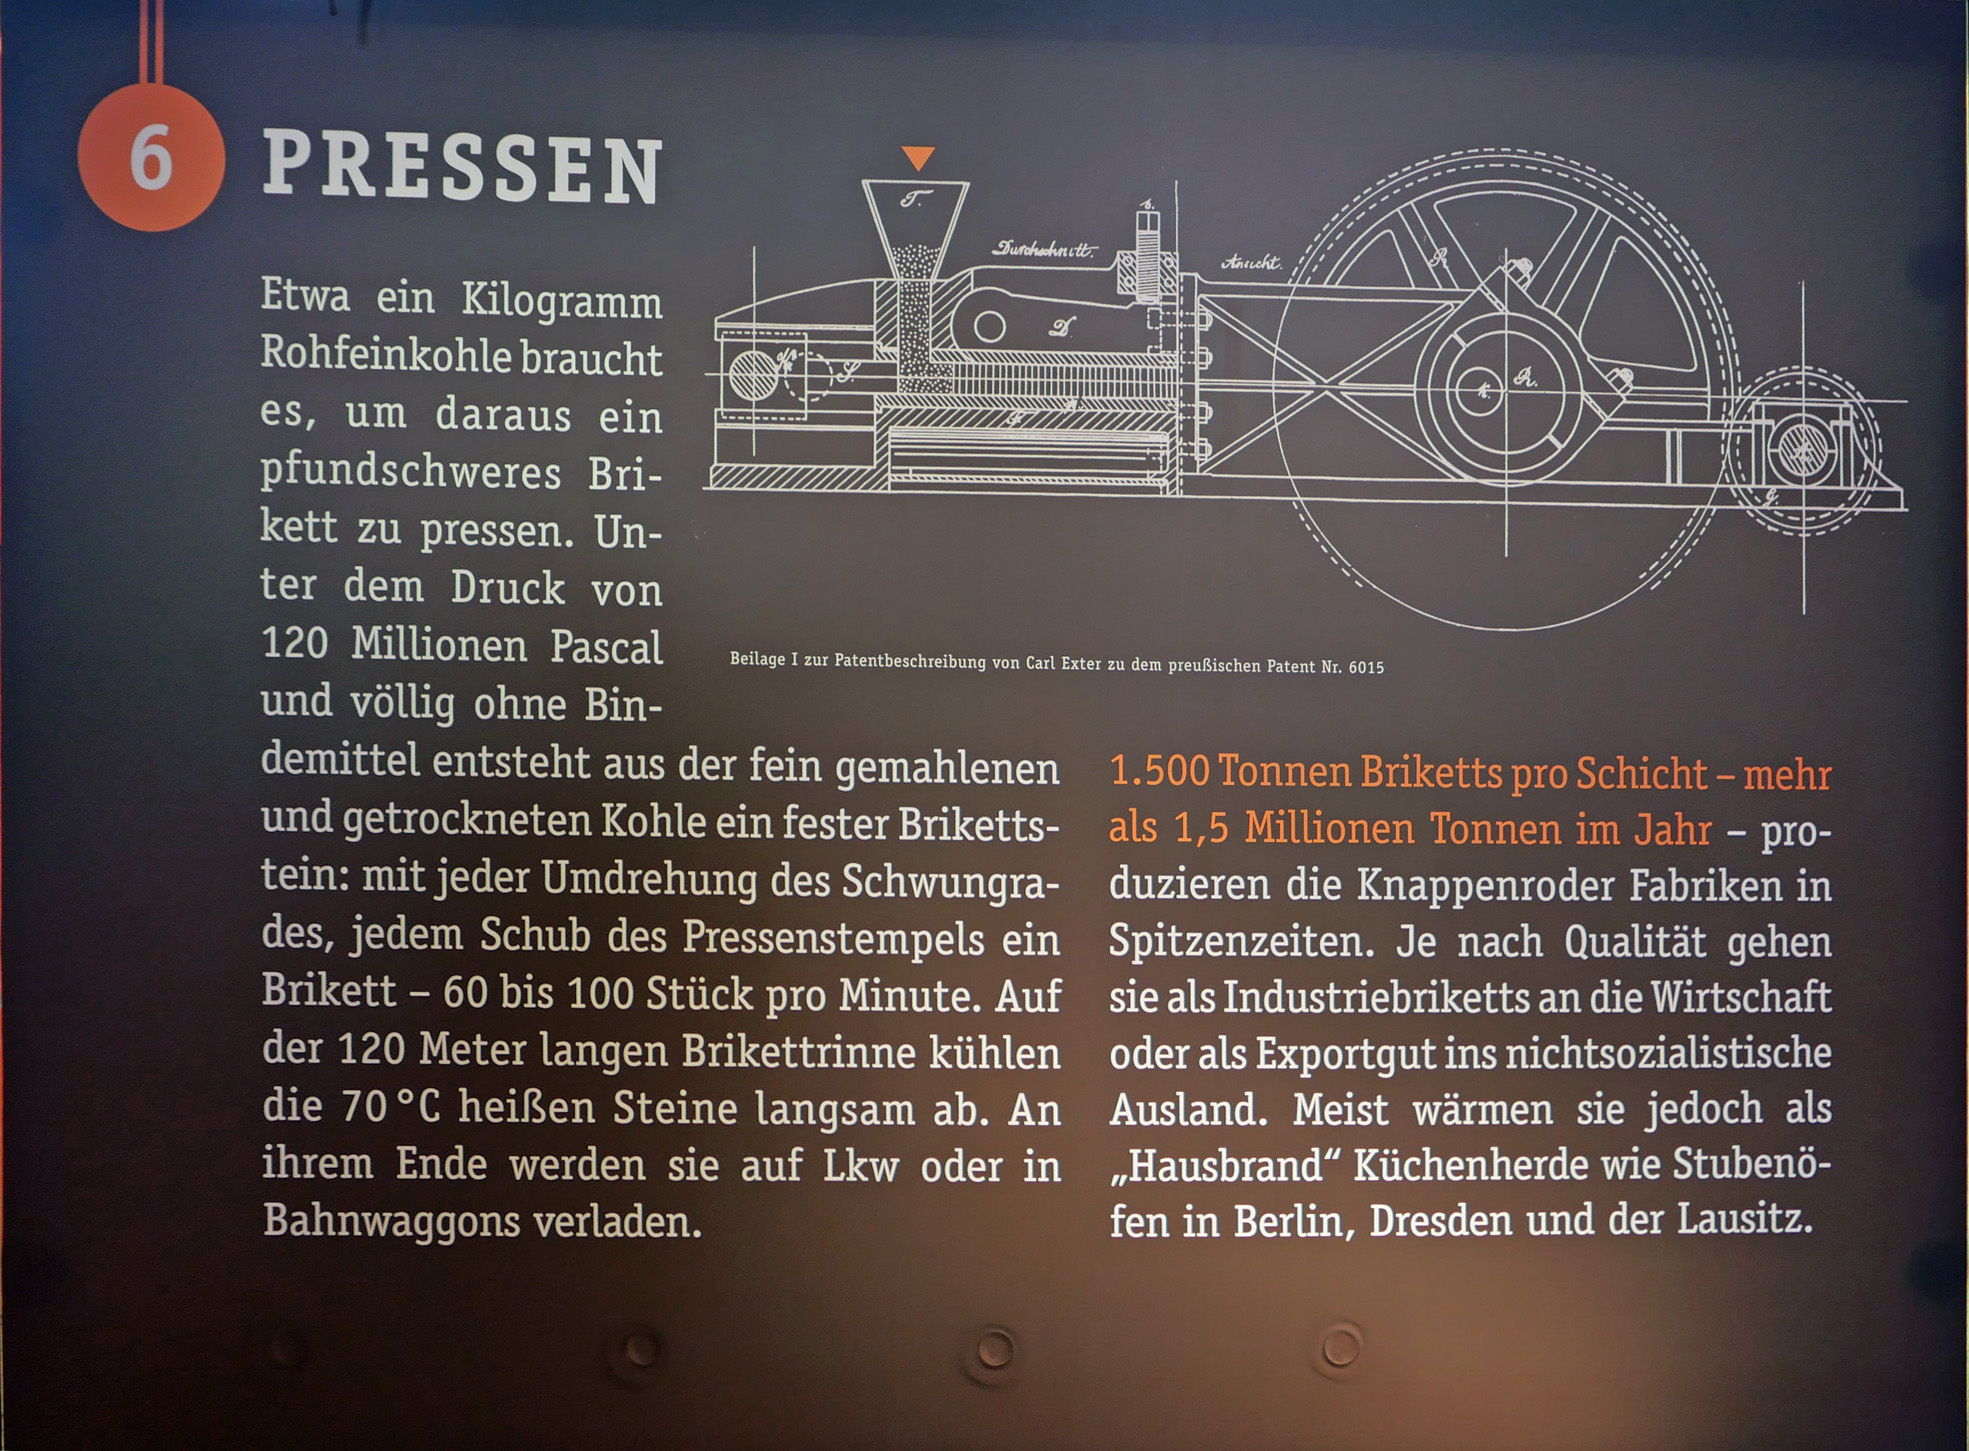 6
PRESSEN
Etwa ein Kilogramm
Rohfeinkohle braucht
es, um daraus ein
pfundschweres Bri-
kett zu pressen. Un-
ter dem Druck von
120 Millionen Pascal
und völlig ohne Bin-
demittel entsteht aus der fein gemahlenen
und getrockneten Kohle ein fester Briketts-
tein: mit jeder Umdrehung des Schwungra-
des, jedem Schub des Pressenstempels ein
Brikett – 60 bis 100 Stück pro Minute. Auf
der 120 Meter langen Brikettrinne kühlen
die 70 °C heißen Steine langsam ab. An
ihrem Ende werden sie auf Lkw oder in
Bahnwaggons verladen.
T.
s.
Durchschnitt.
Ansicht.
R
D
R.
k.
Beilage I zur Patentbeschreibung von Carl Exter zu dem preußischen Patent Nr. 6015
1.500 Tonnen Briketts pro Schicht – mehr
als 1,5 Millionen Tonnen im Jahr – pro-
duzieren die Knappenroder Fabriken in
Spitzenzeiten. Je nach Qualität gehen
sie als Industriebriketts an die Wirtschaft
oder als Exportgut ins nichtsozialistische
Ausland. Meist wärmen sie jedoch als
„Hausbrand“ Küchenherde wie Stubenö-
fen in Berlin, Dresden und der Lausitz.